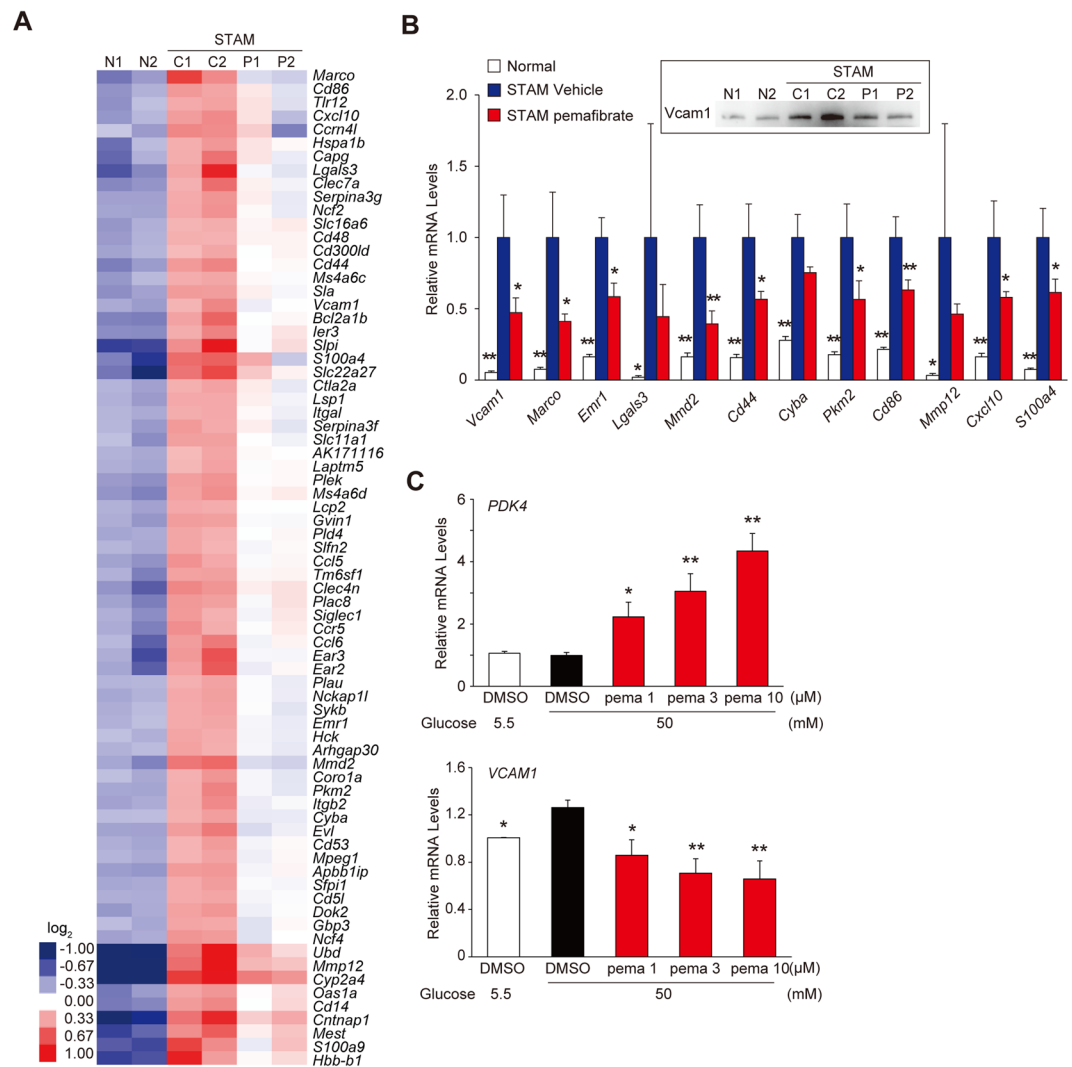 A
STAM
N1 N2 C1 C2 P1 P2
Marco
Cd86
Tlr12
Cxcl10
Ccrn4l
Hspa1b
Capg
Lgals3
Clec7a
Serpina3g
Ncf2
Slc16a6
Cd48
Cd300ld
Cd44
Ms4a6c
Sla
Vcam1
Bcl2a1b
Ier3
Slpi
S100a4
Slc22a27
Ctla2a
Lsp1
Itgal
Serpina3f
Slc11a1
AK171116
Laptm5
Plek
Ms4a6d
Lcp2
Gvin1
Pld4
Slfn2
Ccl5
Tm6sf1
Clec4n
Plac8
Siglec1
Ccr5
Ccl6
Ear3
Ear2
Plau
Nckap1l
Sykb
Emr1
Hck
Arhgap30
Mmd2
Coro1a
Pkm2
Itgb2
Cyba
Evl
Cd53
Mpeg1
Apbb1ip
Sfpi1
Cd5l
Dok2
Gbp3
Ncf4
Ubd
Mmp12
Cyp2a4
Oas1a
Cd14
Cntnap1
Mest
S100a9
Hbb-b1
log2
-1.00
-0.67
-0.33
0.00
0.33
0.67
1.00
B
Normal
STAM Vehicle
STAM pemafibrate
STAM
N1 N2 C1 C2 P1 P2
Vcam1
Relative mRNA Levels
2.0
1.5
1.0
0.5
0
** * ** * ** * * ** ** ** * ** ** * ** ** * ** * ** *
Vcam1 Marco Emr1 Lgals3 Mmd2 Cd44 Cyba Pkm2 Cd86 Mmp12 Cxcl10 S100a4
C
PDK4
Relative mRNA Levels
6
4
2
0
* ** **
DMSO DMSO pema 1 pema 3 pema 10 (µM)
Glucose 5.5 50 (mM)
VCAM1
Relative mRNA Levels
1.6
1.2
0.8
0.4
0
* * ** **
DMSO DMSO pema 1 pema 3 pema 10(µM)
Glucose 5.5 50 (mM)